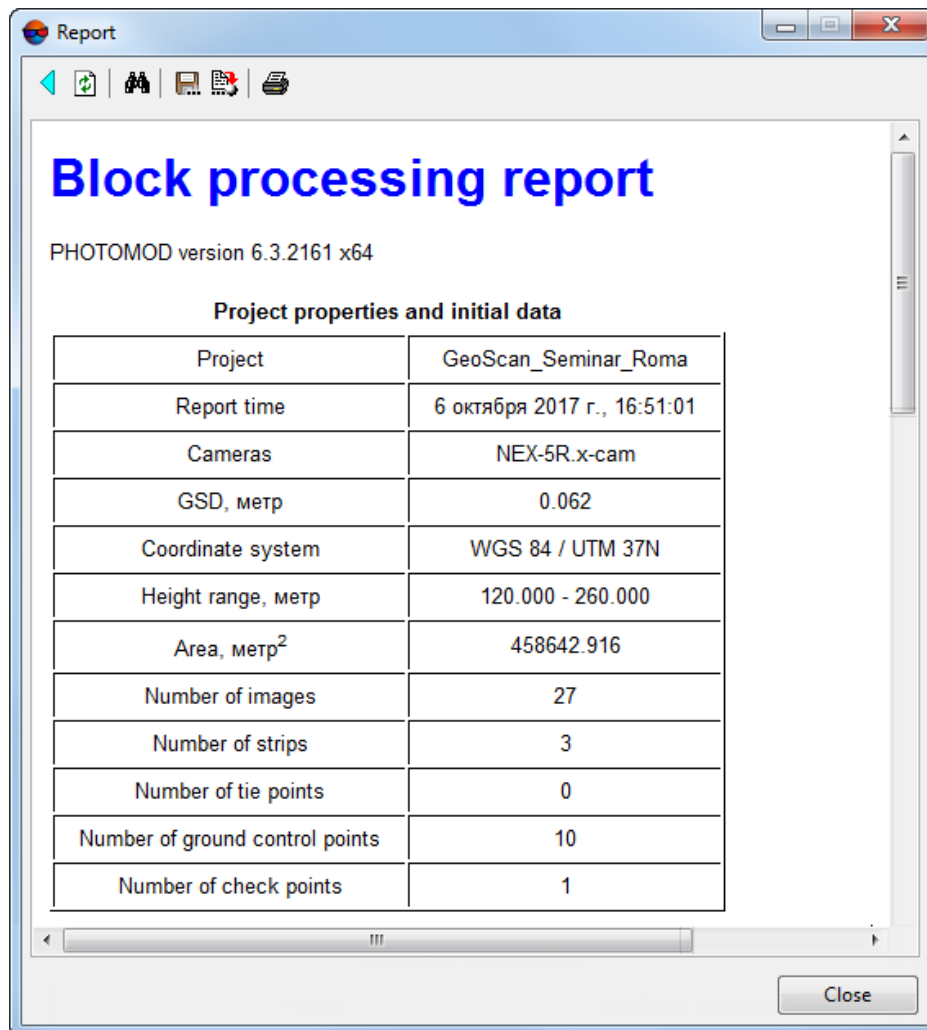 Report
Block processing report
PHOTOMOD version 6.3.2161 x64
Project properties and initial data
Project GeoScan_Seminar_Roma
Report time 6 октября 2017 г., 16:51:01
Cameras NEX-5R.x-cam
GSD, метр 0.062
Coordinate system WGS 84 / UTM 37N
Height range, метр 120.000 - 260.000
Area, метр2 458642.916
Number of images 27
Number of strips 3
Number of tie points 0
Number of ground control points 10
Number of check points 1
Close